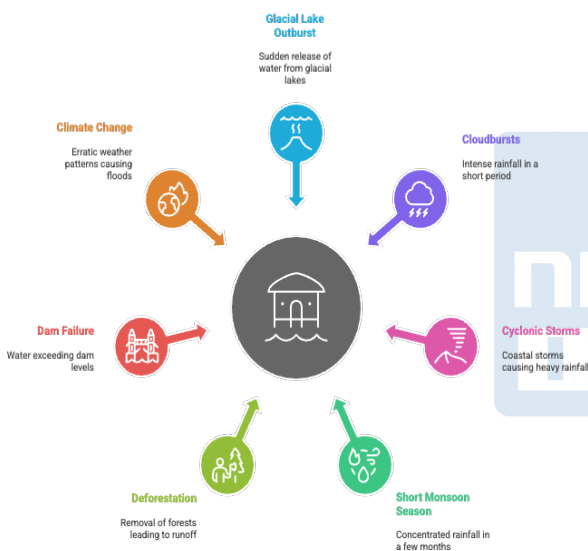 Glacial Lake
Outburst
Sudden release of
water from glacial
lakes
Climate Change
Erratic weather
patterns causing
floods
Cloudbursts
Intense rainfall in a
short period
Dam Failure
Water exceeding dam
levels
Cyclonic Storms
Coastal storms
causing heavy rainfall
Deforestation
Removal of forests
leading to runoff
Short Monsoon
Season
Concentrated rainfall in
a few months